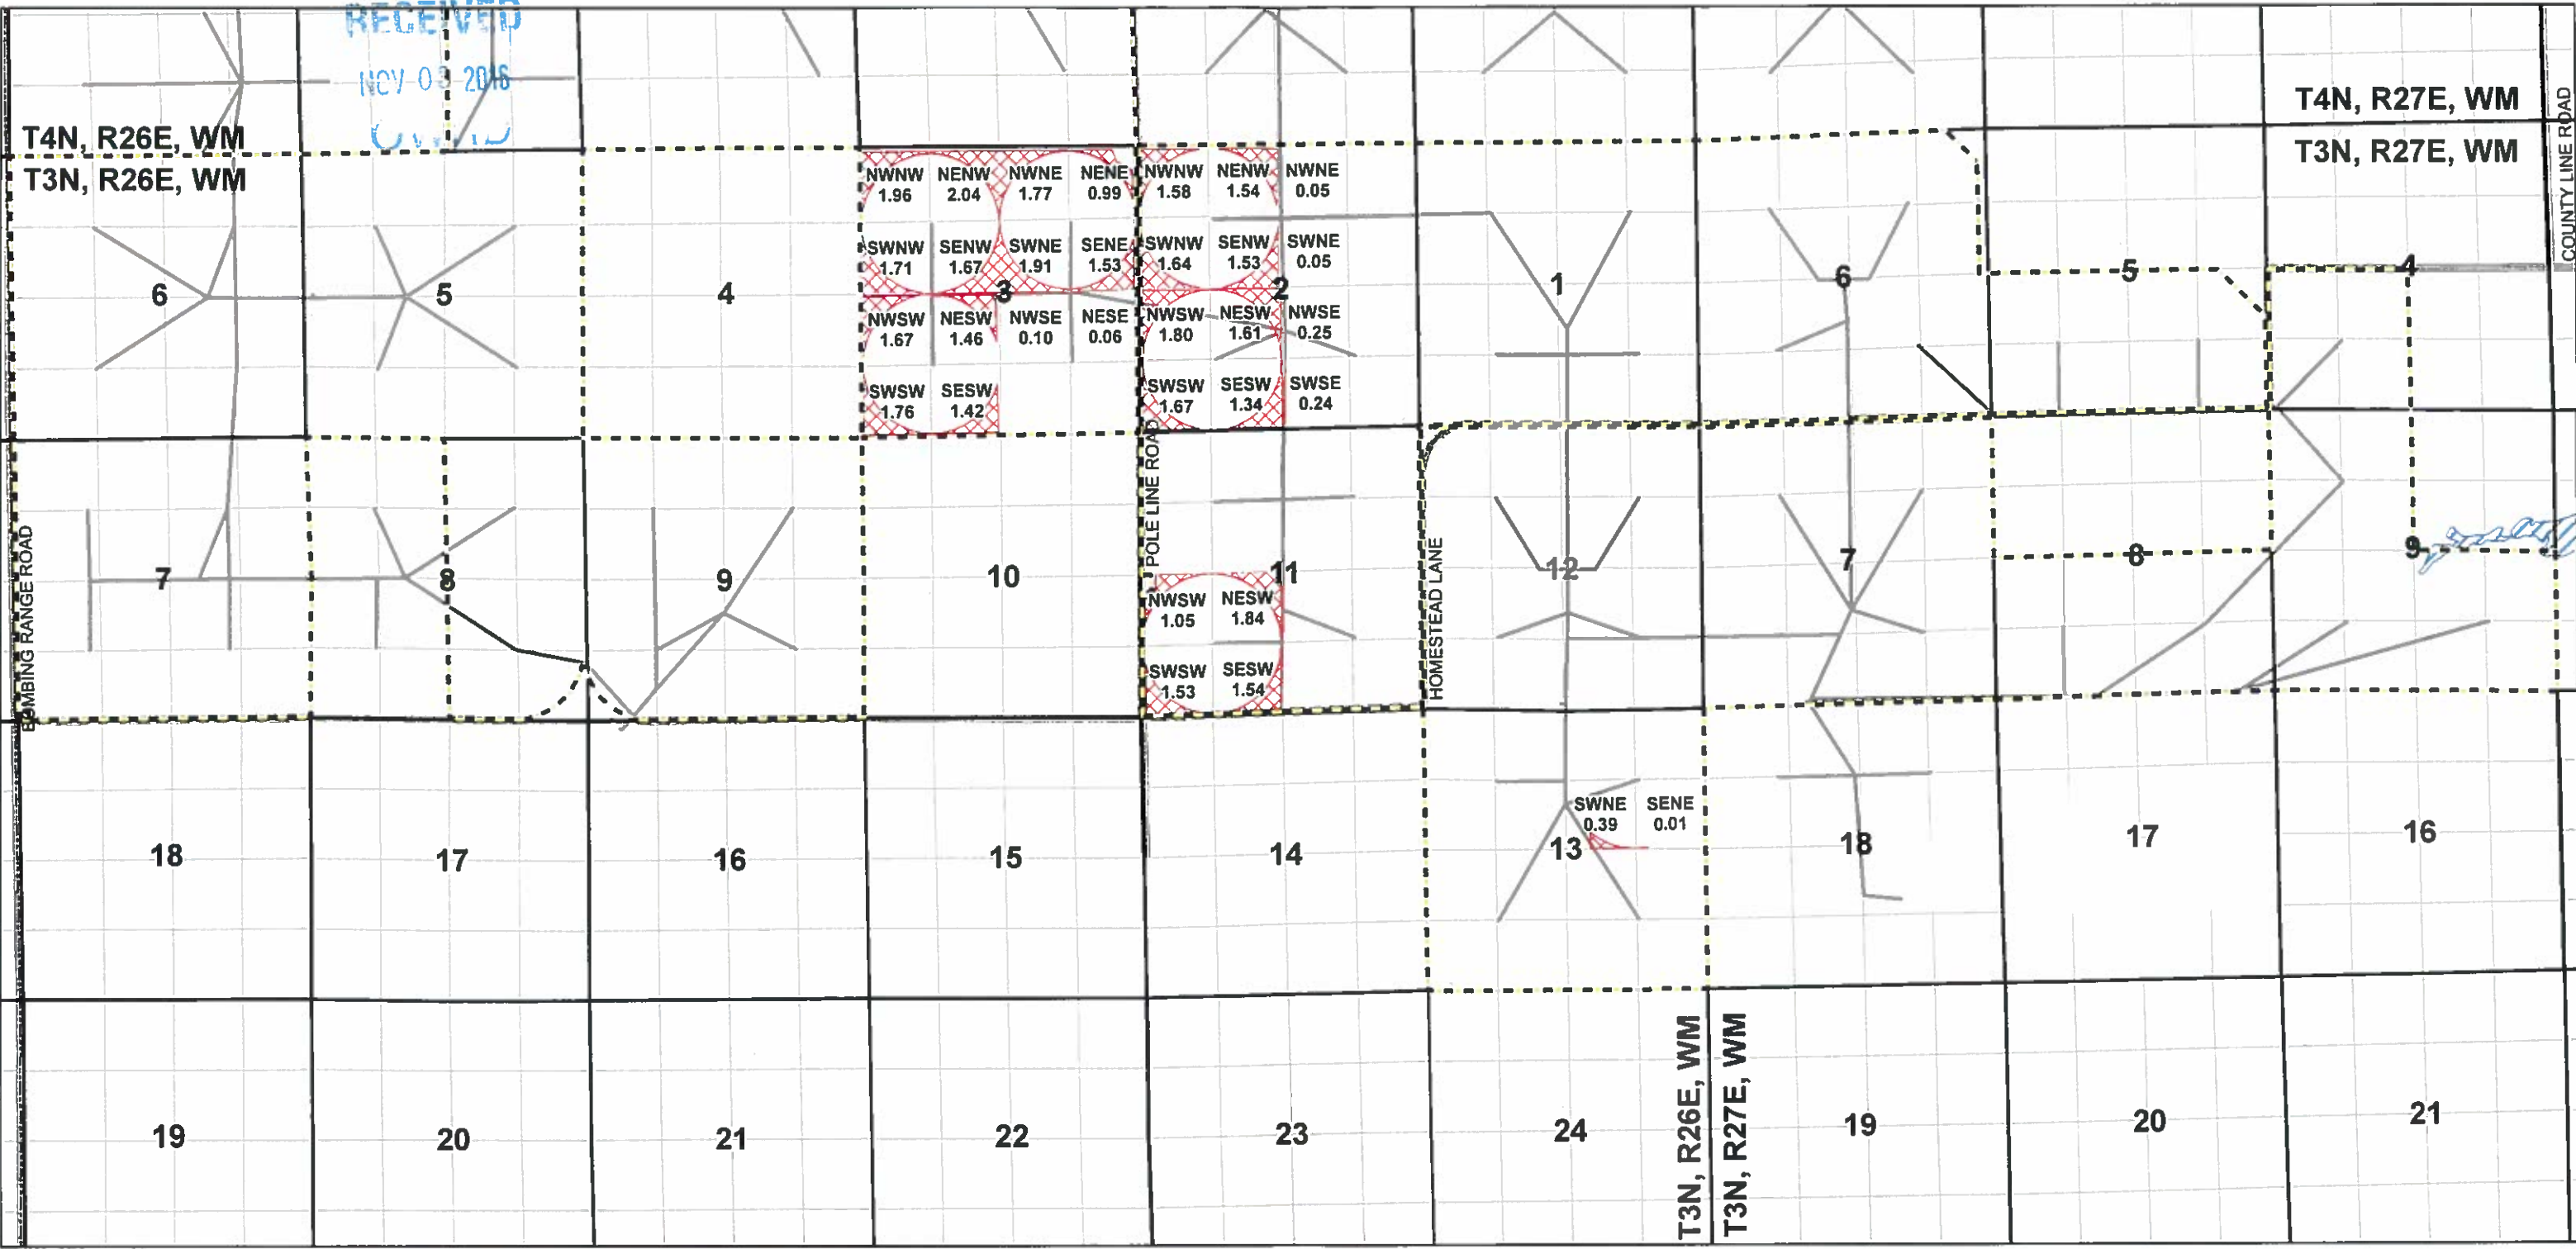 RECEIVED
NOV 03 2016
OWRD
T4N, R26E, WM
T3N, R26E, WM
T4N, R27E, WM
T3N, R27E, WM
COUNTY LINE ROAD
NWNW NENW NWNE NENE NWNW NENW NWNE
1.96 2.04 1.77 0.99 1.58 1.54 0.05
SWNW SENW SWNE SENE SWNW SENW SWNE
1.71 1.67 1.91 1.53 1.64 1.53 0.05
6 5 4 3 2 1 6 5 4
NWSW NESW NWSE NESE NWSW NESW NWSE
1.67 1.46 0.10 0.06 1.80 1.61 0.25
SWSW SESW SWSW SESW SWSE
1.76 1.42 1.67 1.34 0.24
BOMBING RANGE ROAD
POLE LINE ROAD
HOMESTEAD LANE
7 8 9 10 11 12 7 8 9
NWSW NESW
1.05 1.84
SWSW SESW
1.53 1.54
SWNE SENE
0.39 0.01
18 17 16 15 14 13 18 17 16
T3N, R26E, WM
T3N, R27E, WM
19 20 21 22 23 24 19 20 21